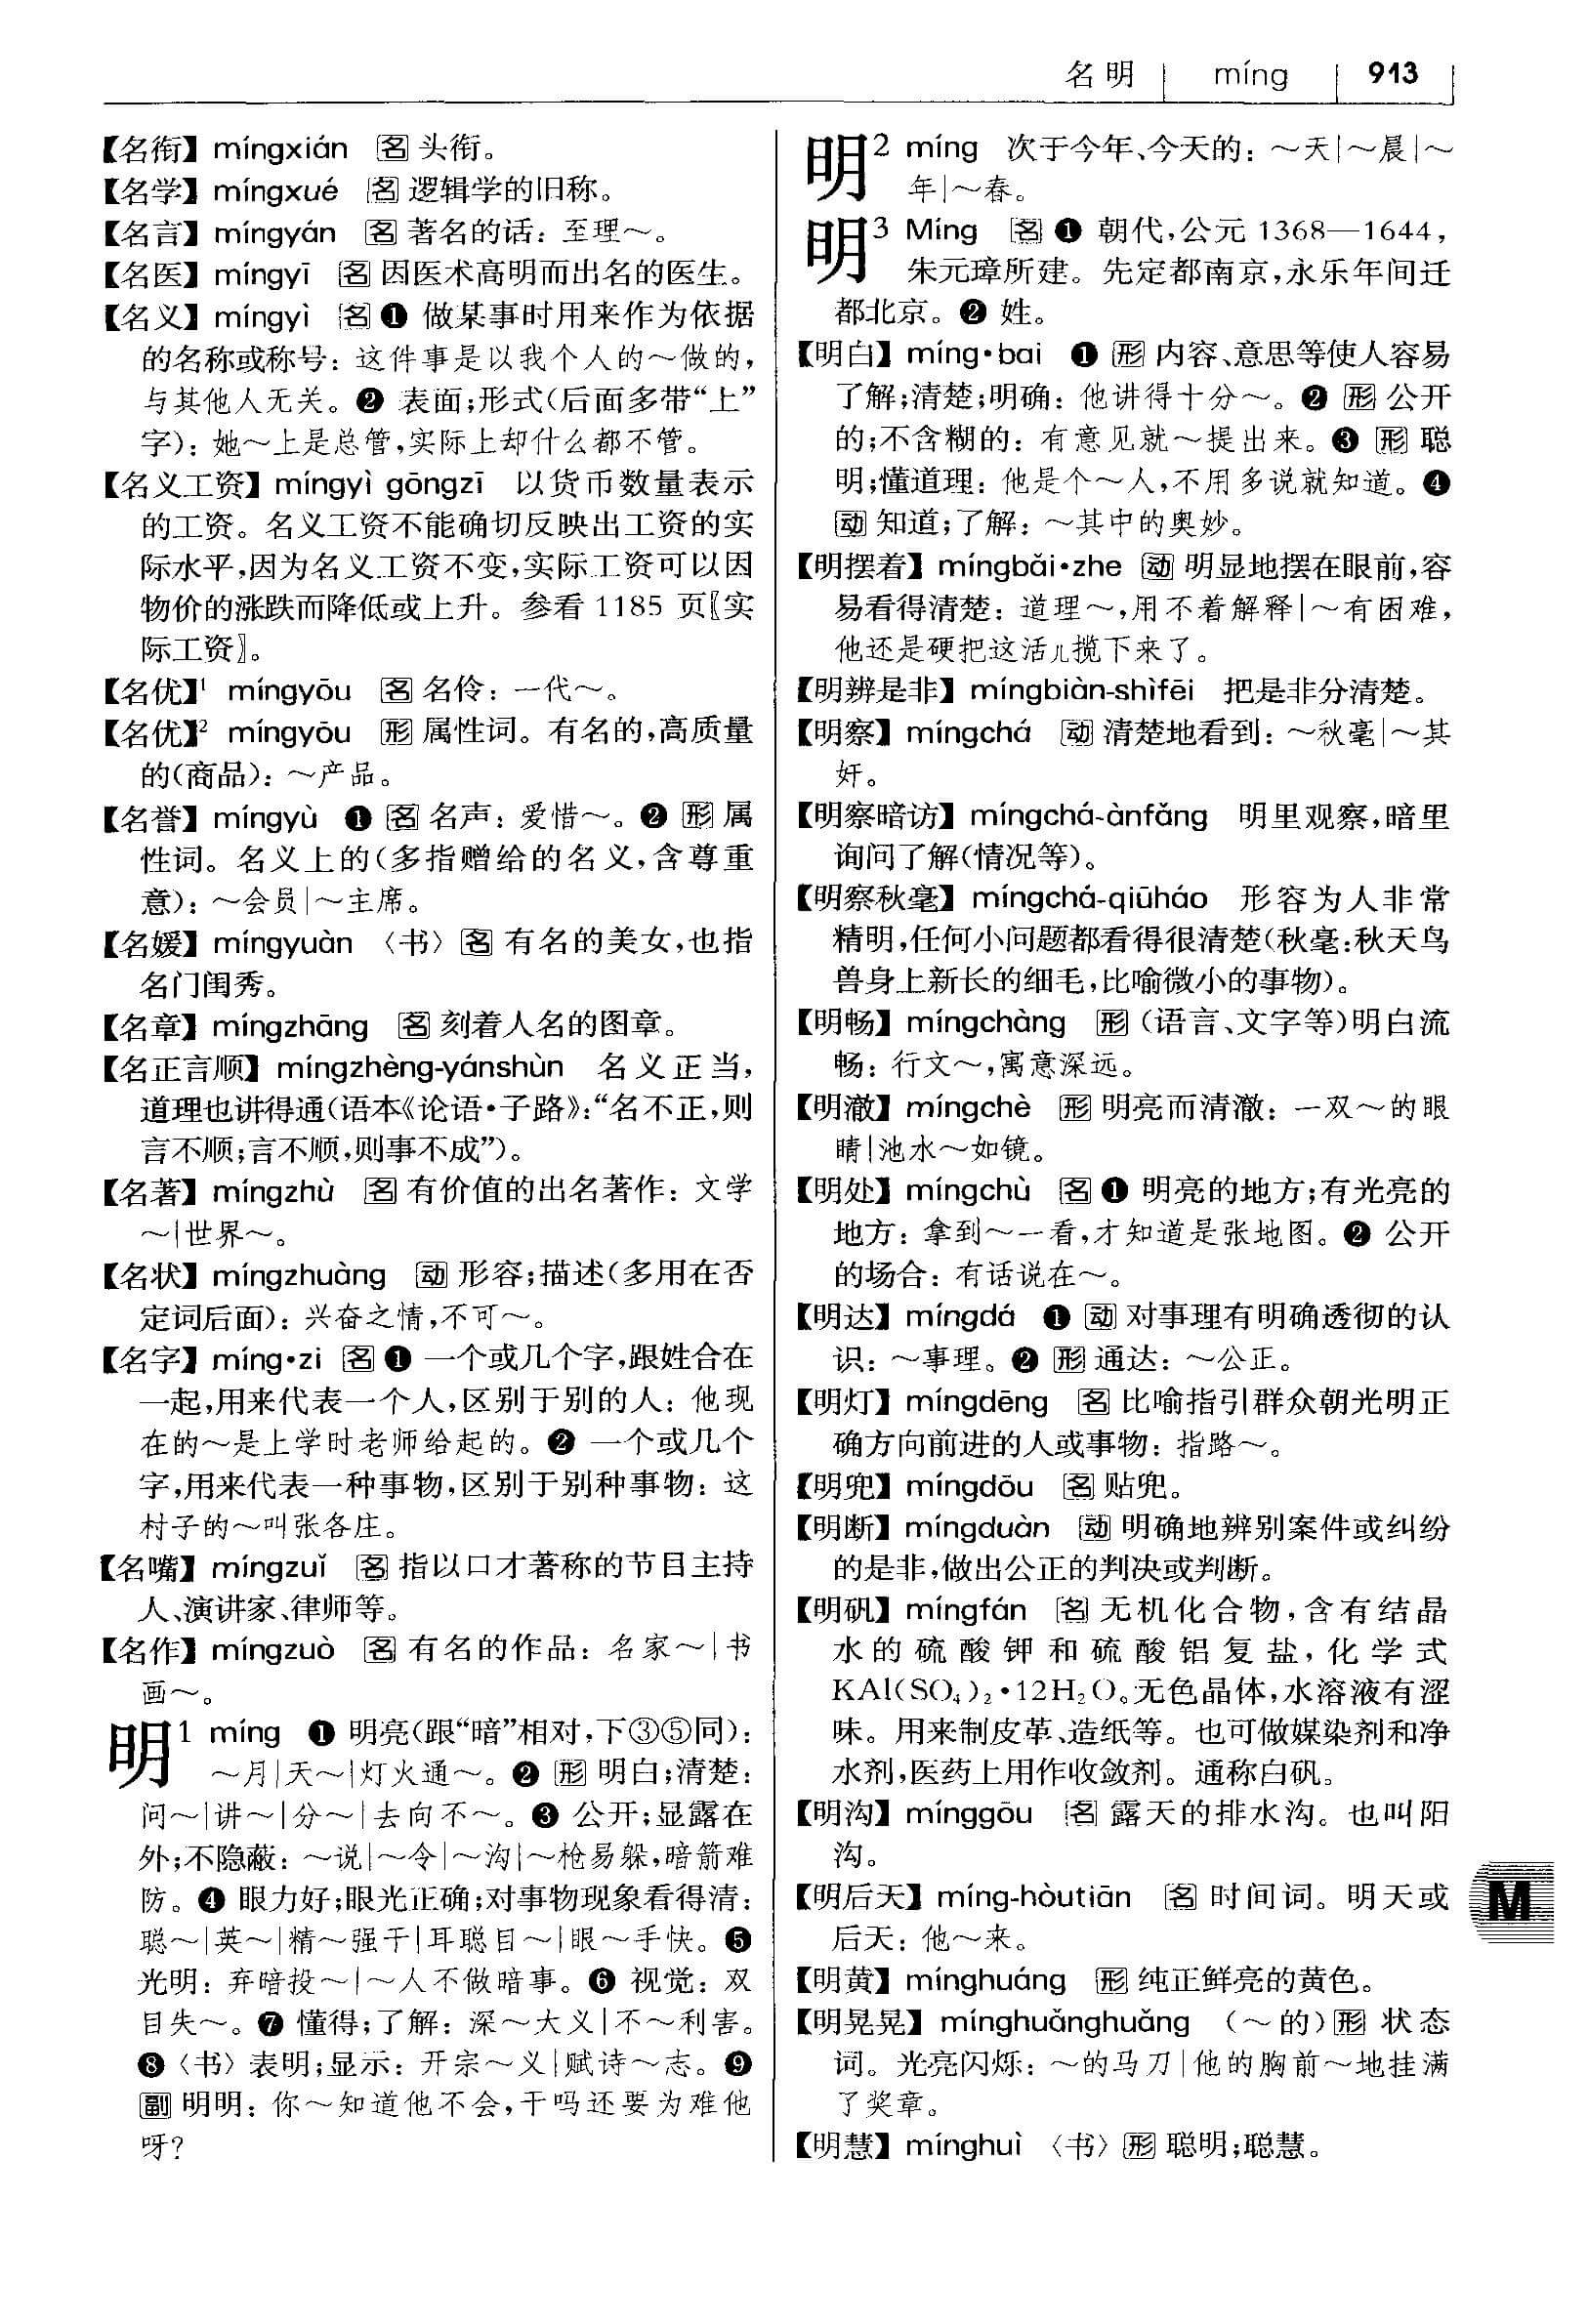 名明 míng 913
【名衔】 míngxián 名 头衔。
【名学】 míngxué 名 逻辑学的旧称。
【名言】 míngyán 名 著名的话：至理～。
【名医】 míngyī 名 因医术高明而出名的医生。
【名义】 míngyì 名 ❶ 做某事时用来作为依据
的名称或称号：这件事是以我个人的～做的，
与其他人无关。❷ 表面；形式（后面多带“上”
字）：她～上是总管，实际上却什么都不管。
【名义工资】 míngyì gōngzī 以货币数量表示
的工资。名义工资不能确切反映出工资的实
际水平，因为名义工资不变，实际工资可以因
物价的涨跌而降低或上升。参看 1185 页〖实
际工资〗。
【名优】¹ míngyōu 名 名伶：一代～。
【名优】² míngyōu 形 属性词。有名的，高质量
的（商品）：～产品。
【名誉】 míngyù ❶ 名 名声：爱惜～。❷ 形 属
性词。名义上的（多指赠给的名义，含尊重
意）：～会员|～主席。
【名媛】 míngyuàn 〈书〉 名 有名的美女，也指
名门闺秀。
【名章】 míngzhāng 名 刻着人名的图章。
【名正言顺】 míngzhèng-yánshùn 名义正当，
道理也讲得通（语本《论语•子路》：“名不正，则
言不顺；言不顺，则事不成”）。
【名著】 míngzhù 名 有价值的出名著作：文学
～|世界～。
【名状】 míngzhuàng 动 形容；描述（多用在否
定词后面）：兴奋之情，不可～。
【名字】 míng•zi 名 ❶ 一个或几个字，跟姓合在
一起，用来代表一个人，区别于别的人：他现
在的～是上学时老师给起的。❷ 一个或几个
字，用来代表一种事物，区别于别种事物：这
村子的～叫张各庄。
【名嘴】 míngzuǐ 名 指以口才著称的节目主持
人、演讲家、律师等。
【名作】 míngzuò 名 有名的作品：名家～|书
画～。
明¹ míng ❶ 明亮（跟“暗”相对，下③⑤同）：
～月|天～|灯火通～。❷ 形 明白；清楚：
问～|讲～|分～|去向不～。❸ 公开；显露在
外；不隐蔽：～说|～令|～沟|～枪易躲，暗箭难
防。❹ 眼力好；眼光正确；对事物现象看得清：
聪～|英～|精～强干|耳聪目～|眼～手快。❺
光明：弃暗投～|～人不做暗事。❻ 视觉：双
目失～。❼ 懂得；了解：深～大义|不～利害。
❽〈书〉表明；显示：开宗～义|赋诗～志。❾
副 明明：你～知道他不会，干吗还要为难他
呀？
明² míng 次于今年、今天的：～天|～晨|～
年|～春。
明³ Míng 名 ❶ 朝代，公元 1368—1644，
朱元璋所建。先定都南京，永乐年间迁
都北京。❷ 姓。
【明白】 míng•bai ❶ 形 内容、意思等使人容易
了解；清楚；明确：他讲得十分～。❷ 形 公开
的；不含糊的：有意见就～提出来。❸ 形 聪
明；懂道理：他是个～人，不用多说就知道。❹
动 知道；了解：～其中的奥妙。
【明摆着】 míngbǎi•zhe 动 明显地摆在眼前，容
易看得清楚：道理～，用不着解释|～有困难，
他还是硬把这活儿揽下来了。
【明辨是非】 míngbiàn-shìfēi 把是非分清楚。
【明察】 míngchá 动 清楚地看到：～秋毫|～其
奸。
【明察暗访】 míngchá-ànfǎng 明里观察，暗里
询问了解（情况等）。
【明察秋毫】 míngchá-qiūháo 形容为人非常
精明，任何小问题都看得很清楚（秋毫：秋天鸟
兽身上新长的细毛，比喻微小的事物）。
【明畅】 míngchàng 形 （语言、文字等）明白流
畅：行文～，寓意深远。
【明澈】 míngchè 形 明亮而清澈：一双～的眼
睛|池水～如镜。
【明处】 míngchù 名 ❶ 明亮的地方；有光亮的
地方：拿到～一看，才知道是张地图。❷ 公开
的场合：有话说在～。
【明达】 míngdá ❶ 动 对事理有明确透彻的认
识：～事理。❷ 形 通达：～公正。
【明灯】 míngdēng 名 比喻指引群众朝光明正
确方向前进的人或事物：指路～。
【明兜】 míngdōu 名 贴兜。
【明断】 míngduàn 动 明确地辨别案件或纠纷
的是非，做出公正的判决或判断。
【明矾】 míngfán 名 无机化合物，含有结晶
水的硫酸钾和硫酸铝复盐，化学式
KAl(SO₄)₂•12H₂O。无色晶体，水溶液有涩
味。用来制皮革、造纸等。也可做媒染剂和净
水剂，医药上用作收敛剂。通称白矾。
【明沟】 mínggōu 名 露天的排水沟。也叫阳
沟。
【明后天】 míng-hòutiān 名 时间词。明天或
后天：他～来。
【明黄】 mínghuáng 形 纯正鲜亮的黄色。
【明晃晃】 mínghuǎnghuǎng （～的）形 状态
词。光亮闪烁：～的马刀|他的胸前～地挂满
了奖章。
【明慧】 mínghuì 〈书〉 形 聪明；聪慧。
M